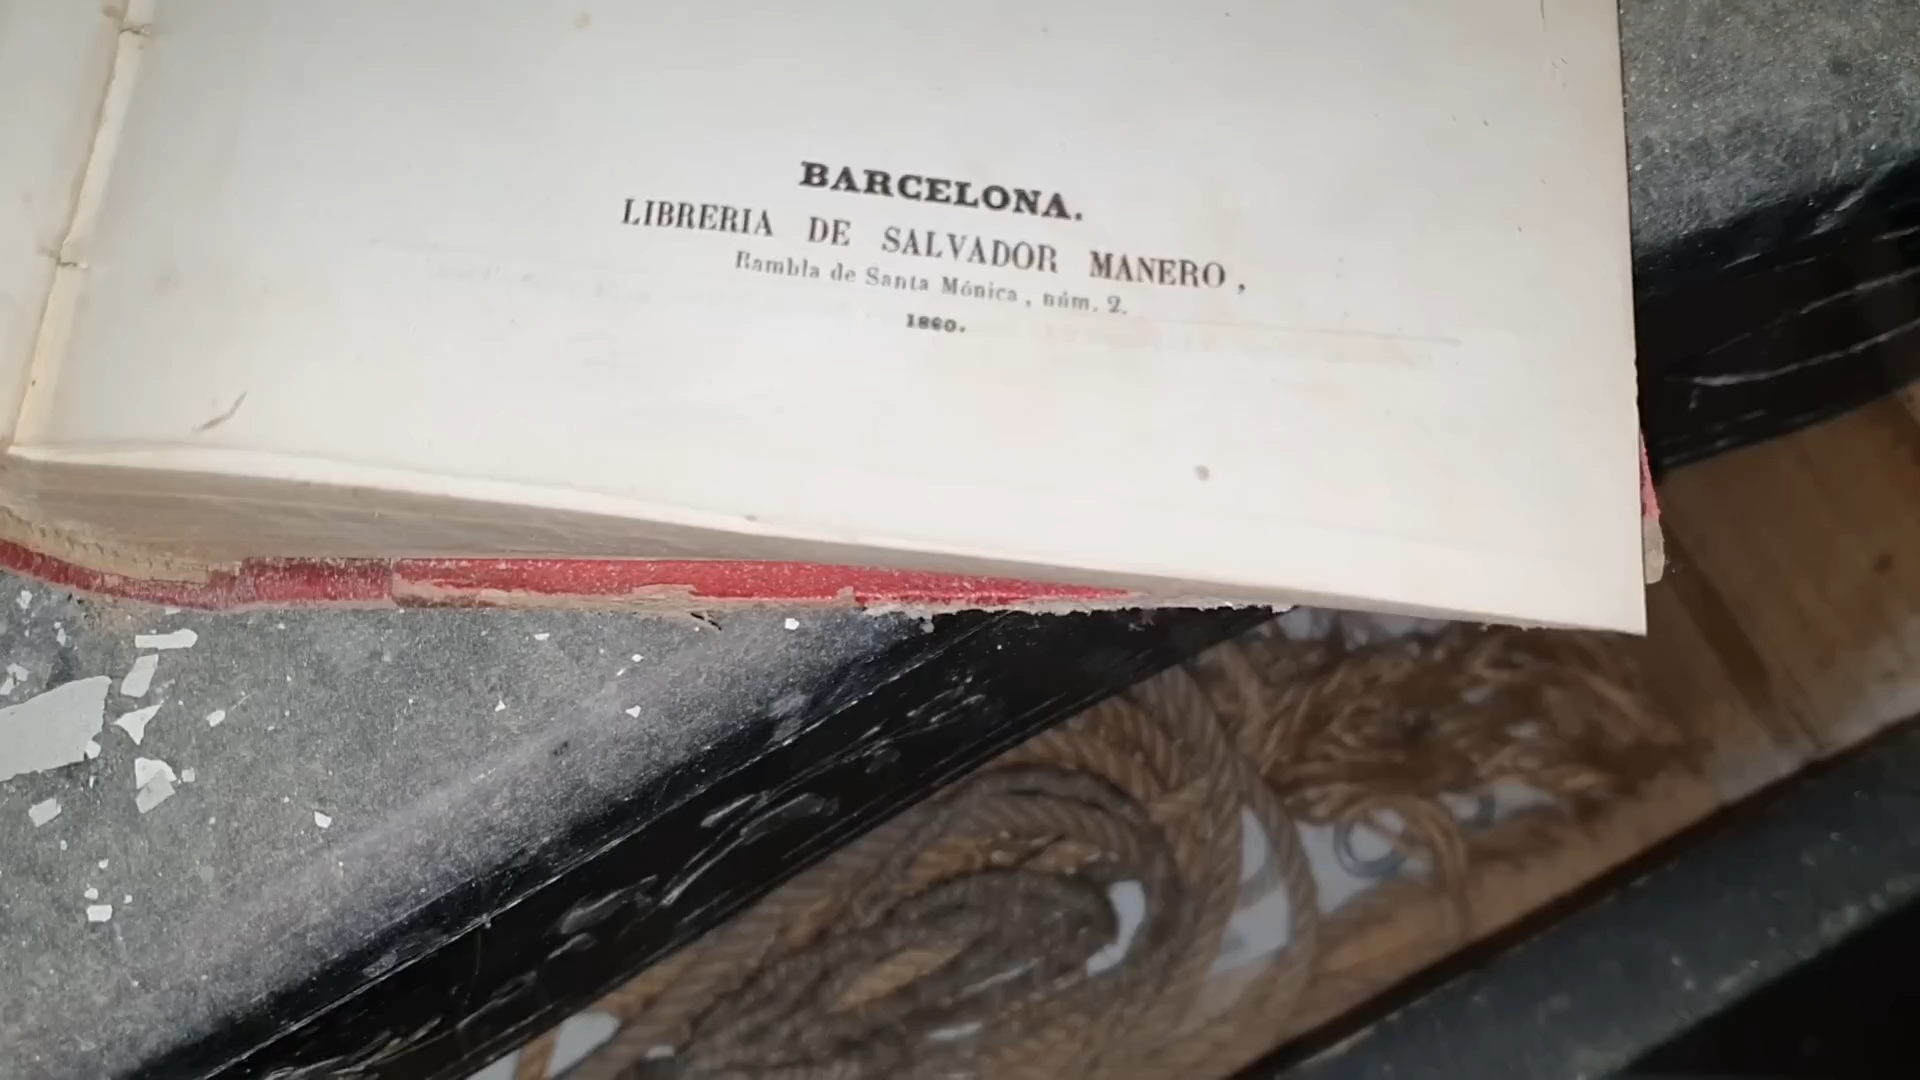 BARCELONA.
LIBRERIA DE SALVADOR MANERO,
Rambla de Santa Mónica, núm. 2.
1860.